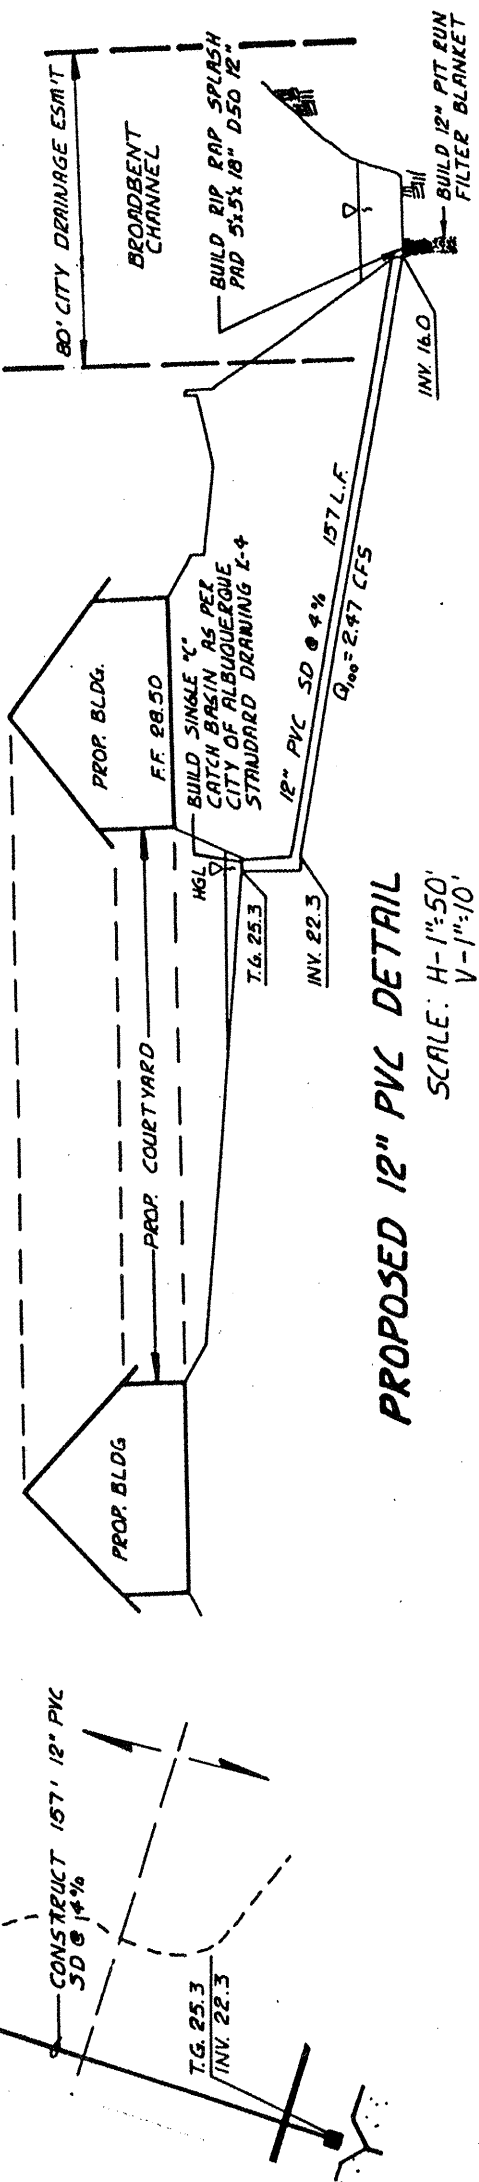 CONSTRUCT 157' 12" PVC
SD @ 4%
T.G. 25.3
INV. 22.3
PROP. BLDG
PROP. COURTYARD
PROP. BLDG.
F.F. 28.50
80' CITY DRAINAGE ESM'T
BROADBENT
CHANNEL
BUILD RIP RAP SPLASH
PAD 5'x5'x18" D50 12"
BUILD SINGLE "C"
CATCH BASIN AS PER
CITY OF ALBUQUERQUE
STANDARD DRAWING L-4
HGL
T.G. 25.3
INV. 22.3
12" PVC SD @ 4% 157 L.F.
Q100 = 2.47 CFS
INV. 16.0
BUILD 12" PIT RUN
FILTER BLANKET
PROPOSED 12" PVC DETAIL
SCALE: H-1"=50'
V-1"=10'